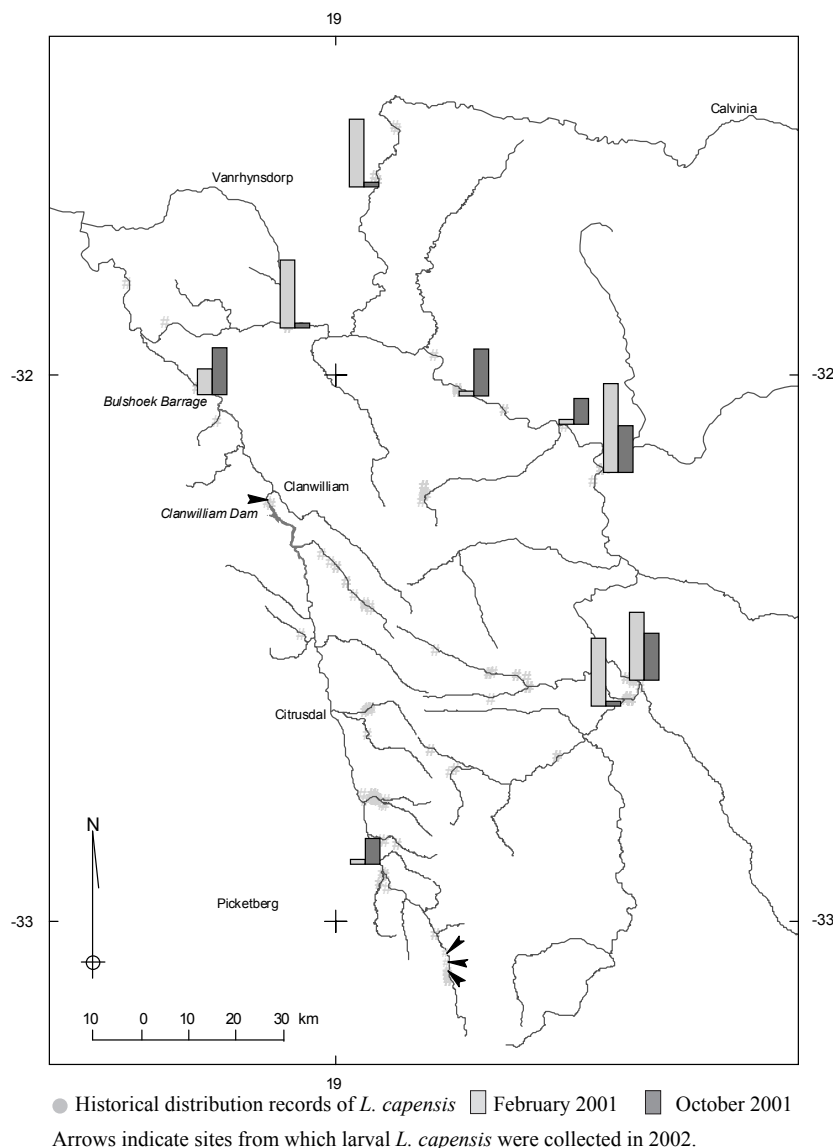 19
Calvinia
Vanrhynsdorp
-32 -32
Bulshoek Barrage
Clanwilliam
Clanwilliam Dam
Citrusdal
N
Picketberg
-33 -33
10 0 10 20 30 km
19
Historical distribution records of L. capensis February 2001 October 2001
Arrows indicate sites from which larval L. capensis were collected in 2002.